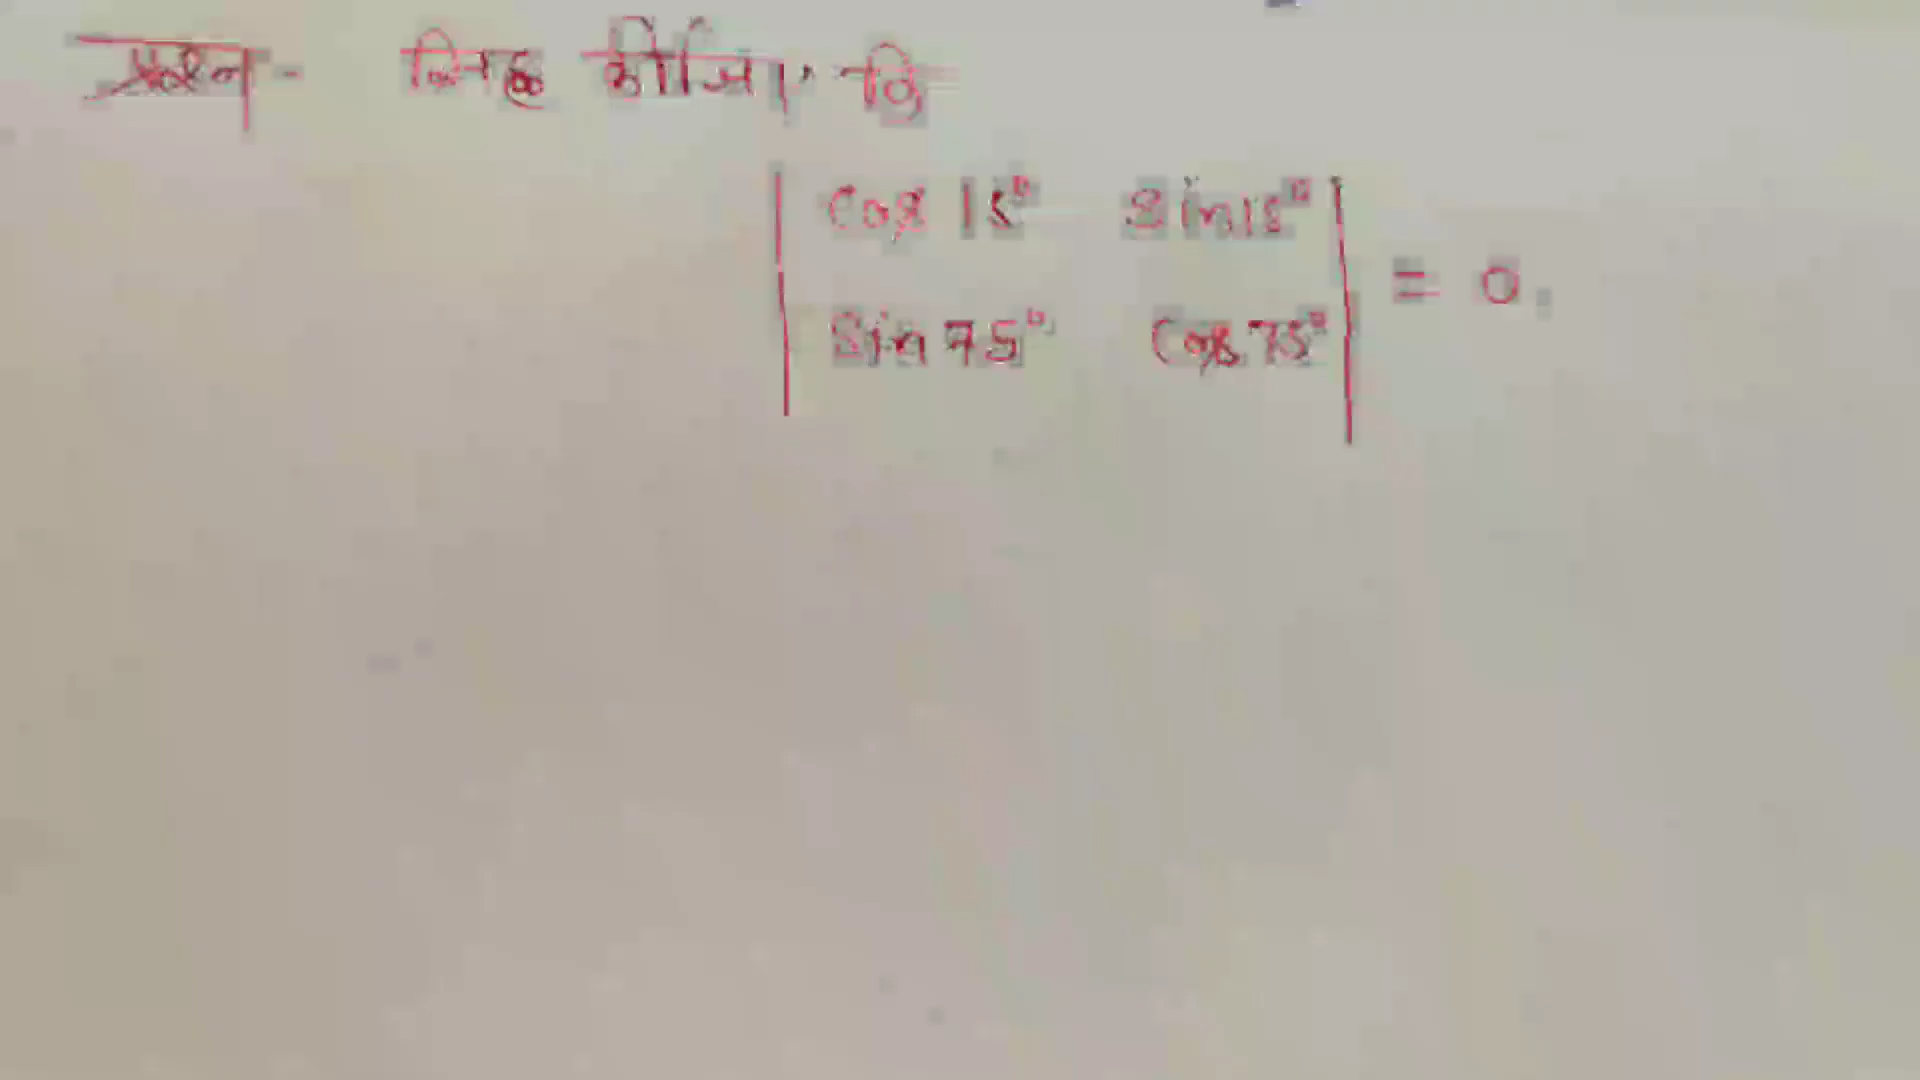 प्रश्न - सिद्ध कीजिए कि
| Cos 15° Sin 15° |
| Sin 75° Cos 75° | = 0.